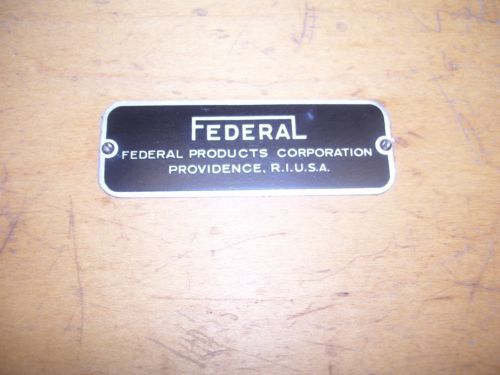 FEDERAL
FEDERAL PRODUCTS CORPORATION
PROVIDENCE, R.I.U.S.A.